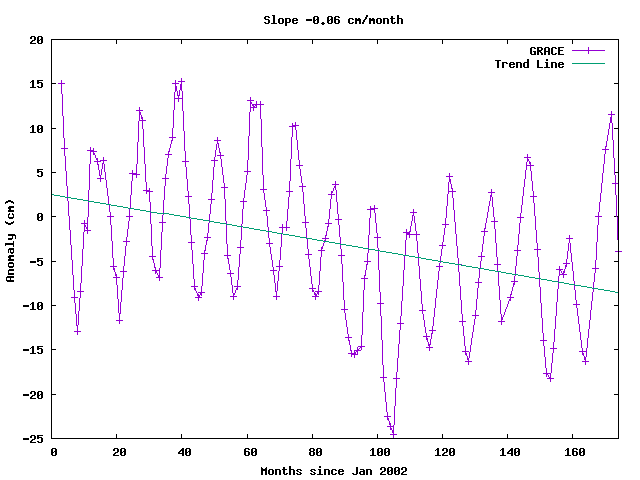 Slope -0.06 cm/month
GRACE
Trend Line
20
15
10
5
0
-5
-10
-15
-20
-25
Anomaly (cm)
0 20 40 60 80 100 120 140 160
Months since Jan 2002